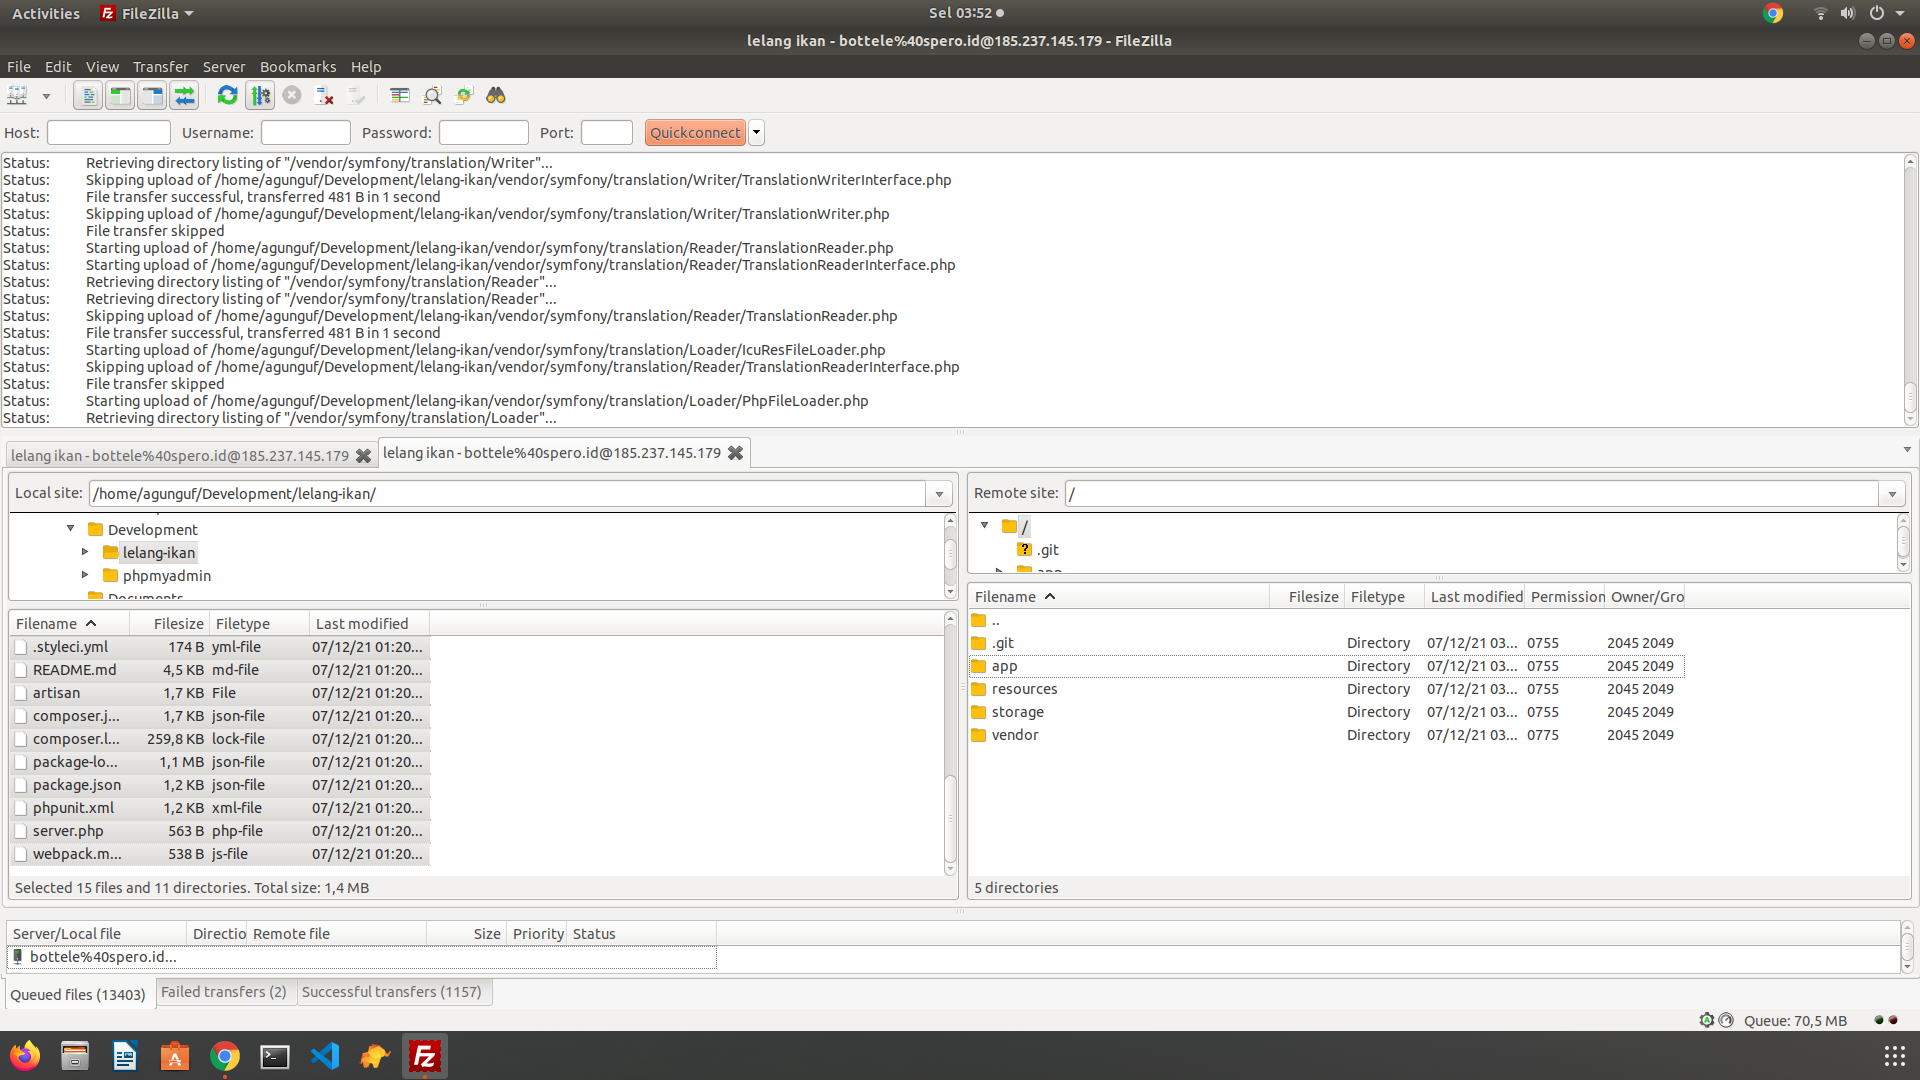 Activities FileZilla Sel 03:52
lelang ikan - bottele%40spero.id@185.237.145.179 - FileZilla
File Edit View Transfer Server Bookmarks Help
Host: Username: Password: Port: Quickconnect
Status: Retrieving directory listing of "/vendor/symfony/translation/Writer"...
Status: Skipping upload of /home/agunguf/Development/lelang-ikan/vendor/symfony/translation/Writer/TranslationWriterInterface.php
Status: File transfer successful, transferred 481 B in 1 second
Status: Skipping upload of /home/agunguf/Development/lelang-ikan/vendor/symfony/translation/Writer/TranslationWriter.php
Status: File transfer skipped
Status: Starting upload of /home/agunguf/Development/lelang-ikan/vendor/symfony/translation/Reader/TranslationReader.php
Status: Starting upload of /home/agunguf/Development/lelang-ikan/vendor/symfony/translation/Reader/TranslationReaderInterface.php
Status: Retrieving directory listing of "/vendor/symfony/translation/Reader"...
Status: Retrieving directory listing of "/vendor/symfony/translation/Reader"...
Status: Skipping upload of /home/agunguf/Development/lelang-ikan/vendor/symfony/translation/Reader/TranslationReader.php
Status: File transfer successful, transferred 481 B in 1 second
Status: Starting upload of /home/agunguf/Development/lelang-ikan/vendor/symfony/translation/Loader/IcuResFileLoader.php
Status: Skipping upload of /home/agunguf/Development/lelang-ikan/vendor/symfony/translation/Reader/TranslationReaderInterface.php
Status: File transfer skipped
Status: Starting upload of /home/agunguf/Development/lelang-ikan/vendor/symfony/translation/Loader/PhpFileLoader.php
Status: Retrieving directory listing of "/vendor/symfony/translation/Loader"...
lelang ikan - bottele%40spero.id@185.237.145.179 lelang ikan - bottele%40spero.id@185.237.145.179
Local site: /home/agunguf/Development/lelang-ikan/
Development
lelang-ikan
phpmyadmin
Documents
Filename Filesize Filetype Last modified
.styleci.yml 174 B yml-file 07/12/21 01:20...
README.md 4,5 KB md-file 07/12/21 01:20...
artisan 1,7 KB File 07/12/21 01:20...
composer.j... 1,7 KB json-file 07/12/21 01:20...
composer.l... 259,8 KB lock-file 07/12/21 01:20...
package-lo... 1,1 MB json-file 07/12/21 01:20...
package.json 1,2 KB json-file 07/12/21 01:20...
phpunit.xml 1,2 KB xml-file 07/12/21 01:20...
server.php 563 B php-file 07/12/21 01:20...
webpack.m... 538 B js-file 07/12/21 01:20...
Selected 15 files and 11 directories. Total size: 1,4 MB
Remote site: /
/
.git
app
Filename Filesize Filetype Last modified Permission Owner/Gro
..
.git Directory 07/12/21 03... 0755 2045 2049
app Directory 07/12/21 03... 0755 2045 2049
resources Directory 07/12/21 03... 0755 2045 2049
storage Directory 07/12/21 03... 0755 2045 2049
vendor Directory 07/12/21 03... 0775 2045 2049
5 directories
Server/Local file Directio Remote file Size Priority Status
bottele%40spero.id...
Queued files (13403) Failed transfers (2) Successful transfers (1157)
Queue: 70,5 MB